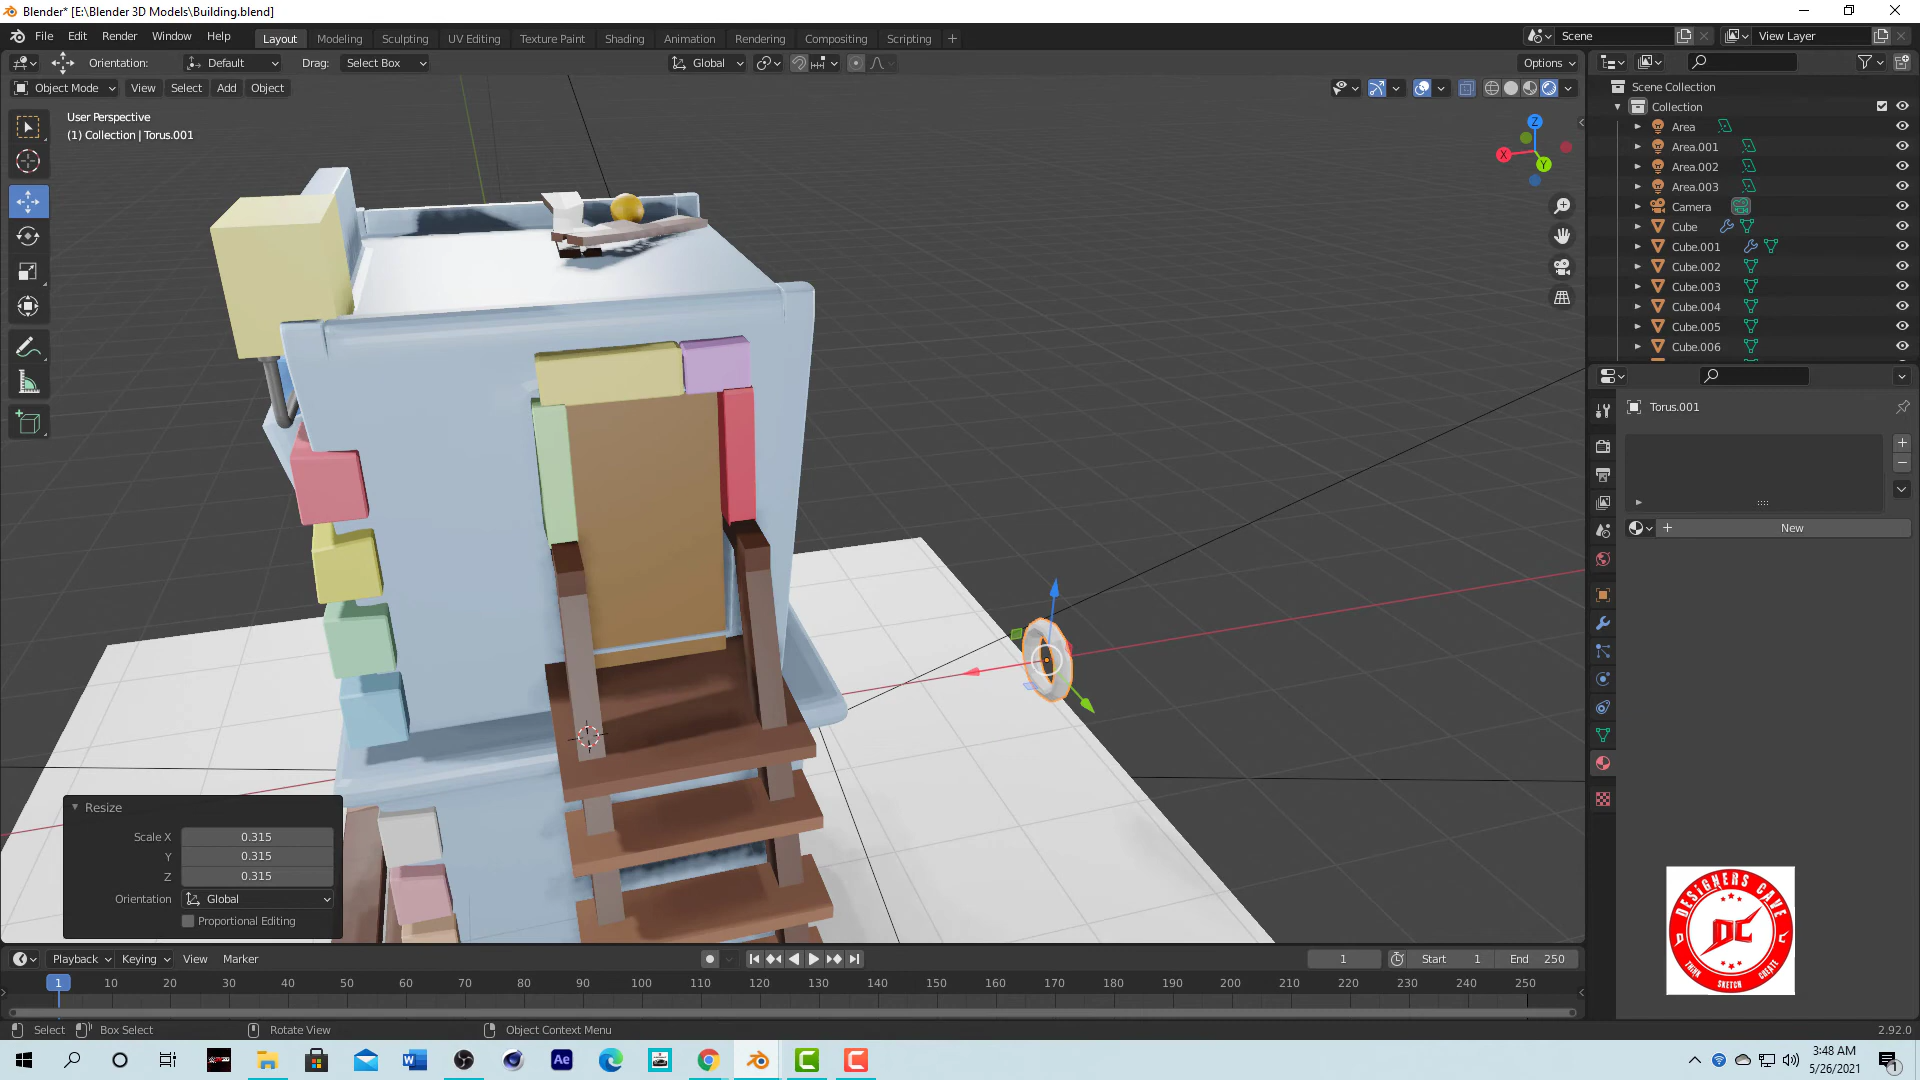 Blender* [E:\Blender 3D Models\Building.blend]
File Edit Render Window Help
Layout Modeling Sculpting UV Editing Texture Paint Shading Animation Rendering Compositing Scripting
Scene View Layer
Orientation: Default Drag: Select Box Global Options
Object Mode View Select Add Object
User Perspective
(1) Collection | Torus.001
Z
X
Y
Scene Collection
Collection
Area
Area.001
Area.002
Area.003
Camera
Cube
Cube.001
Cube.002
Cube.003
Cube.004
Cube.005
Cube.006
Torus.001
New
Resize
Scale X 0.315
Y 0.315
Z 0.315
Orientation Global
Proportional Editing
DESIGNERS CAVE
DC
THINK SKETCH CREATE
Playback Keying View Marker 1 Start 1 End 250
1 10 20 30 40 50 60 70 80 90 100 110 120 130 140 150 160 170 180 190 200 210 220 230 240 250
Select Box Select Rotate View Object Context Menu 2.92.0
3:48 AM
5/26/2021
1